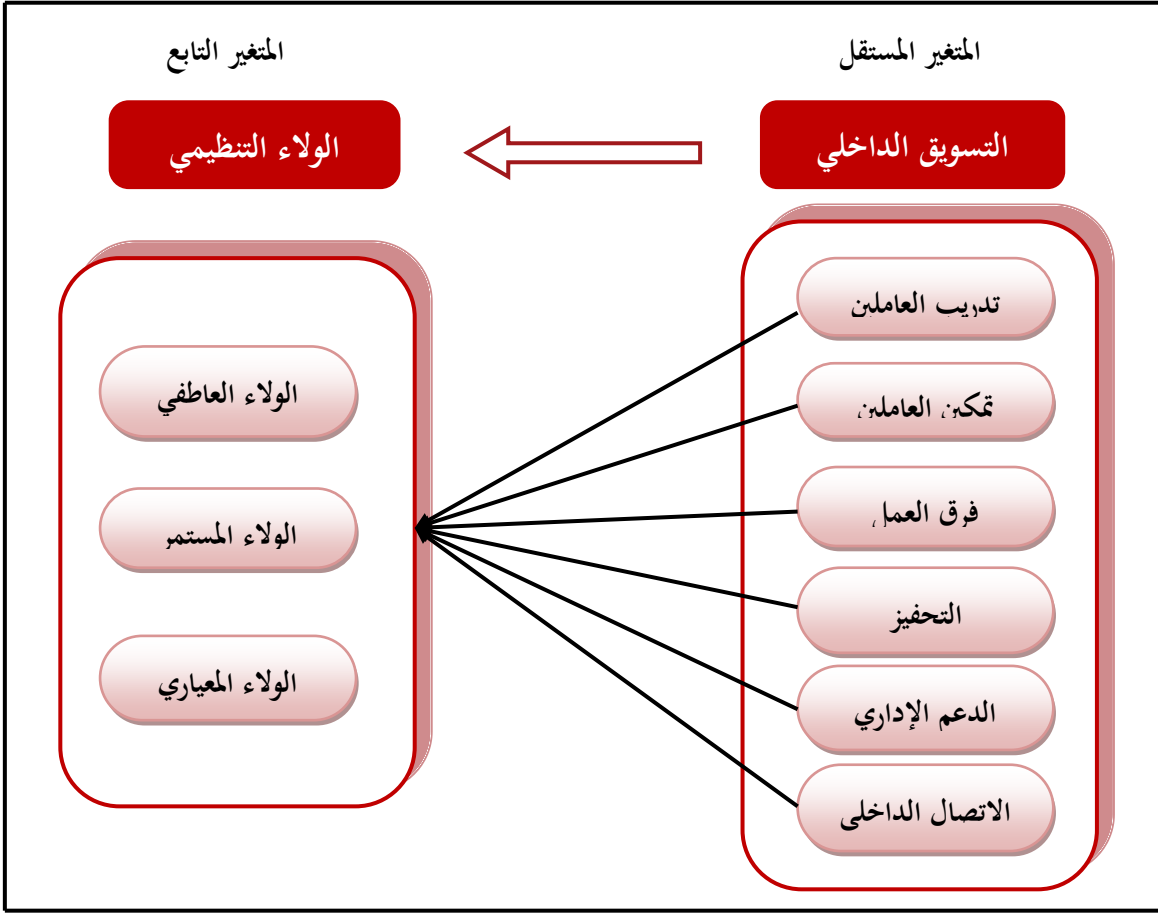 المتغير المستقل
المتغير التابع
التسويق الداخلي
الولاء التنظيمي
تدريب العاملين
تمكين العاملين
فرق العمل
التحفيز
الدعم الإداري
الاتصال الداخلي
الولاء العاطفي
الولاء المستمر
الولاء المعياري